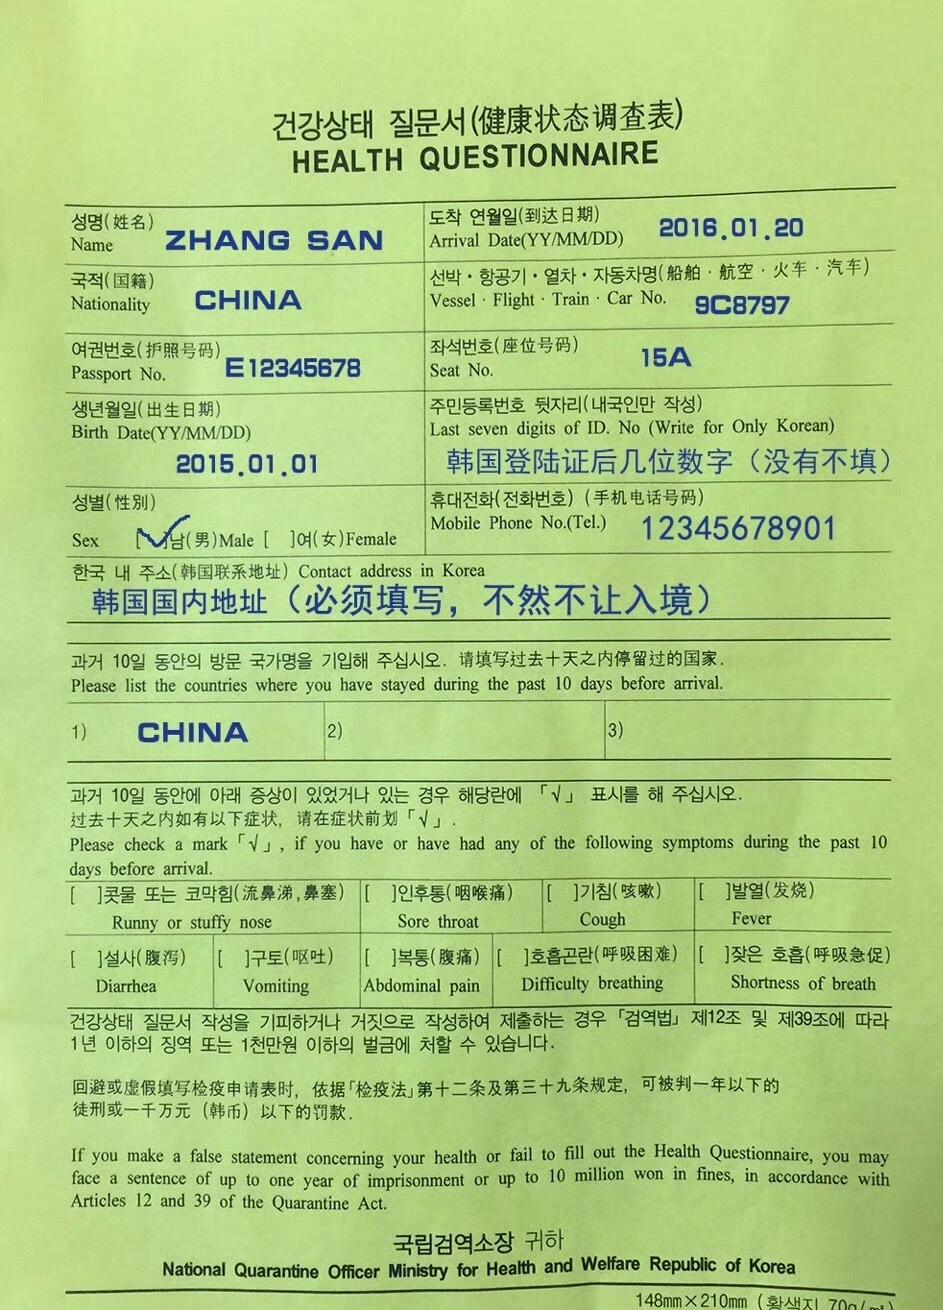 건강상태 질문서(健康状态调查表)
HEALTH QUESTIONNAIRE
성명(姓名)
Name ZHANG SAN
도착 연월일(到达日期)
Arrival Date(YY/MM/DD) 2016.01.20
국적(国籍)
Nationality CHINA
선박·항공기·열차·자동차명(船舶·航空·火车·汽车)
Vessel·Flight·Train·Car No. 9C8797
여권번호(护照号码)
Passport No. E12345678
좌석번호(座位号码)
Seat No. 15A
생년월일(出生日期)
Birth Date(YY/MM/DD)
2015.01.01
주민등록번호 뒷자리(내국인만 작성)
Last seven digits of ID. No (Write for Only Korean)
韩国登陆证后几位数字（没有不填）
성별(性別)
Sex [✓]남(男)Male [ ]여(女)Female
휴대전화(전화번호) (手机电话号码)
Mobile Phone No.(Tel.) 12345678901
한국 내 주소(韩国联系地址) Contact address in Korea
韩国国内地址（必须填写，不然不让入境）
과거 10일 동안의 방문 국가명을 기입해 주십시오. 请填写过去十天之内停留过的国家.
Please list the countries where you have stayed during the past 10 days before arrival.
1) CHINA 2) 3)
과거 10일 동안에 아래 증상이 있었거나 있는 경우 해당란에 「√」 표시를 해 주십시오.
过去十天之内如有以下症状, 请在症状前划「√」.
Please check a mark「√」, if you have or have had any of the following symptoms during the past 10
days before arrival.
[ ]콧물 또는 코막힘(流鼻涕,鼻塞) [ ]인후통(咽喉痛) [ ]기침(咳嗽) [ ]발열(发烧)
Runny or stuffy nose Sore throat Cough Fever
[ ]설사(腹泻) [ ]구토(呕吐) [ ]복통(腹痛) [ ]호흡곤란(呼吸困难) [ ]잦은 호흡(呼吸急促)
Diarrhea Vomiting Abdominal pain Difficulty breathing Shortness of breath
건강상태 질문서 작성을 기피하거나 거짓으로 작성하여 제출하는 경우「검역법」제12조 및 제39조에 따라
1년 이하의 징역 또는 1천만원 이하의 벌금에 처할 수 있습니다.
回避或虚假填写检疫申请表时, 依据「检疫法」第十二条及第三十九条规定, 可被判一年以下的
徒刑或一千万元 (韩币) 以下的罚款.
If you make a false statement concerning your health or fail to fill out the Health Questionnaire, you may
face a sentence of up to one year of imprisonment or up to 10 million won in fines, in accordance with
Articles 12 and 39 of the Quarantine Act.
국립검역소장 귀하
National Quarantine Officer Ministry for Health and Welfare Republic of Korea
148mm×210mm (황색지 70g/